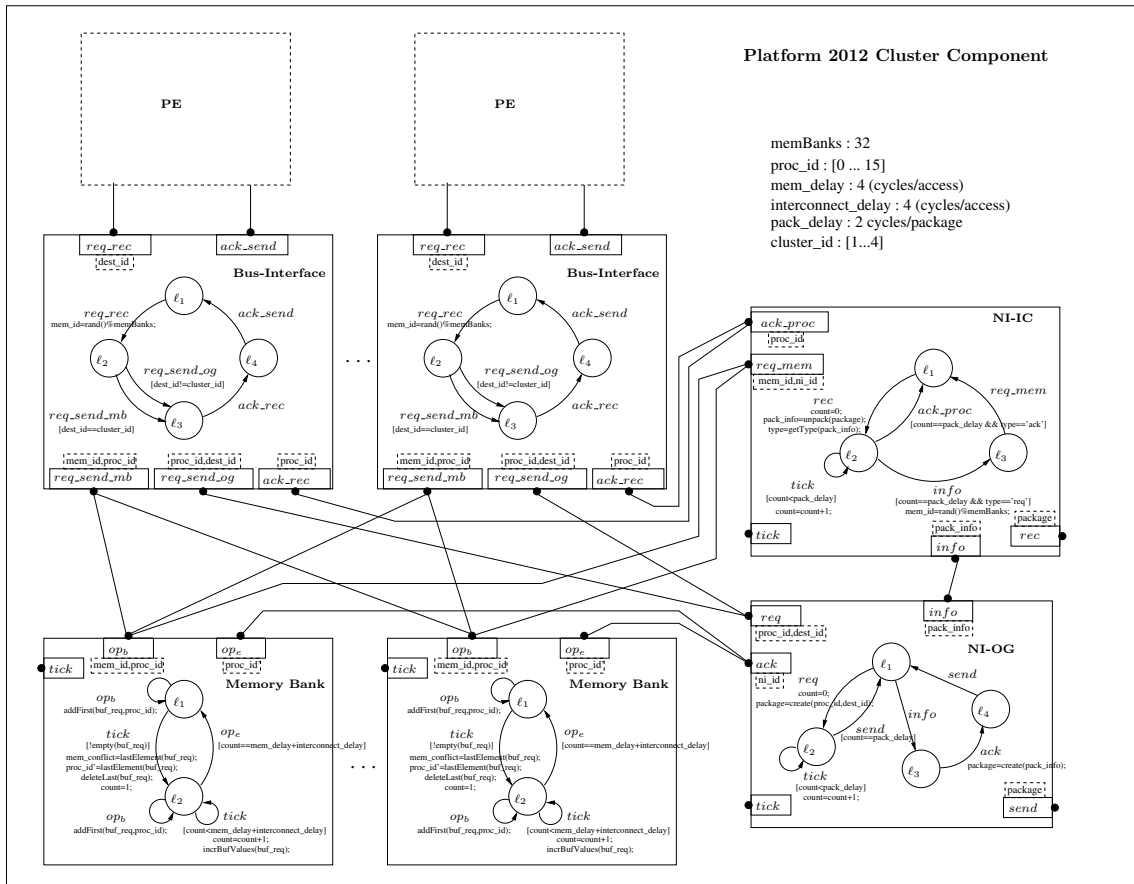 Platform 2012 Cluster Component
PE
PE
memBanks : 32
proc_id : [0 ... 15]
mem_delay : 4 (cycles/access)
interconnect_delay : 4 (cycles/access)
pack_delay : 2 cycles/package
cluster_id : [1...4]
req_rec
ack_send
dest_id
Bus-Interface
ℓ1
req_rec
mem_id=rand()%memBanks;
ack_send
ℓ2
ℓ4
req_send_og
[dest_id!=cluster_id]
req_send_mb
[dest_id==cluster_id]
ack_rec
ℓ3
mem_id,proc_id
proc_id,dest_id
proc_id
req_send_mb
req_send_og
ack_rec
. . .
req_rec
ack_send
dest_id
Bus-Interface
ℓ1
req_rec
mem_id=rand()%memBanks;
ack_send
ℓ2
ℓ4
req_send_og
[dest_id!=cluster_id]
req_send_mb
[dest_id==cluster_id]
ack_rec
ℓ3
mem_id,proc_id
proc_id,dest_id
proc_id
req_send_mb
req_send_og
ack_rec
ack_proc
proc_id
NI-IC
req_mem
mem_id,ni_id
ℓ1
rec
count=0;
pack_info=unpack(package);
type=getType(pack_info);
ack_proc
[count==pack_delay && type=='ack']
req_mem
ℓ2
ℓ3
tick
[count<pack_delay]
count=count+1;
info
[count==pack_delay && type=='req']
mem_id=rand()%memBanks;
tick
pack_info
info
package
rec
op_b
mem_id,proc_id
op_e
proc_id
tick
Memory Bank
op_b
addFirst(buf_req,proc_id);
ℓ1
tick
[!empty(buf_req)]
mem_conflict=lastElement(buf_req);
proc_id'=lastElement(buf_req);
deleteLast(buf_req);
count=1;
op_e
[count==mem_delay+interconnect_delay]
ℓ2
op_b
addFirst(buf_req,proc_id);
tick
[count<mem_delay+interconnect_delay]
count=count+1;
incrBufValues(buf_req);
. . .
op_b
mem_id,proc_id
op_e
proc_id
tick
Memory Bank
op_b
addFirst(buf_req,proc_id);
ℓ1
tick
[!empty(buf_req)]
mem_conflict=lastElement(buf_req);
proc_id'=lastElement(buf_req);
deleteLast(buf_req);
count=1;
op_e
[count==mem_delay+interconnect_delay]
ℓ2
op_b
addFirst(buf_req,proc_id);
tick
[count<mem_delay+interconnect_delay]
count=count+1;
incrBufValues(buf_req);
req
proc_id,dest_id
info
pack_info
NI-OG
ack
ni_id
ℓ1
req
count=0;
package=create(proc_id,dest_id);
send
[count==pack_delay]
info
send
ℓ4
ℓ2
ℓ3
ack
package=create(pack_info);
tick
[count<pack_delay]
count=count+1;
tick
package
send